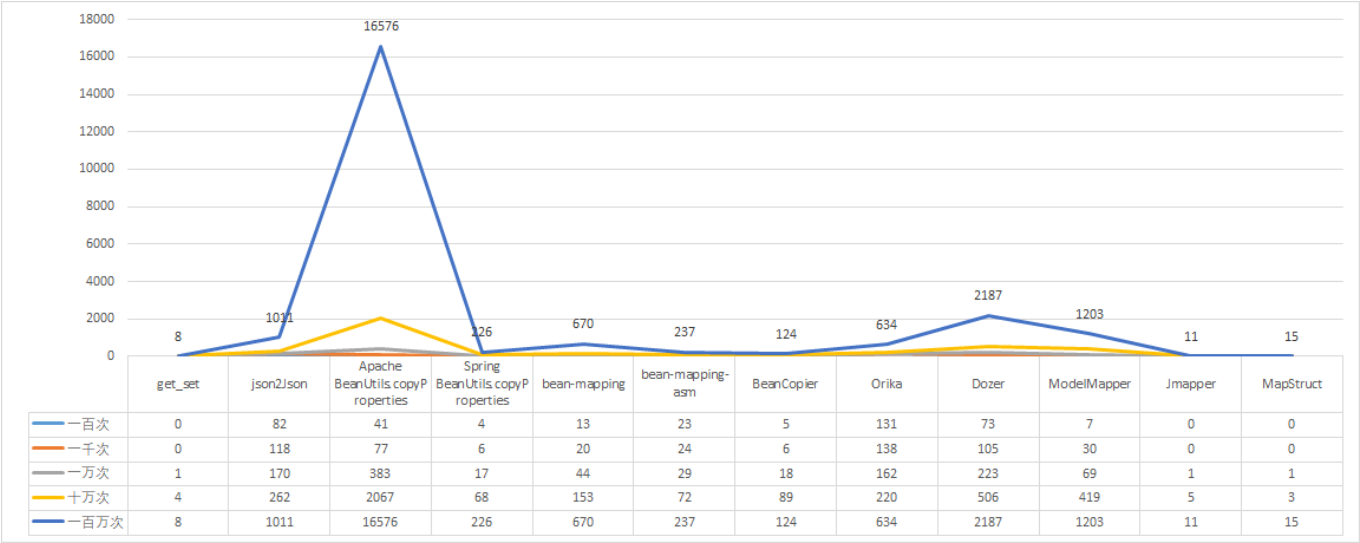 18000
16000
14000
12000
10000
8000
6000
4000
2000
0
8
1011
16576
226
670
237
124
634
2187
1203
11
15
get_set
json2Json
Apache
BeanUtils.copyP
roperties
Spring
BeanUtils.copyP
roperties
bean-mapping
bean-mapping-
asm
BeanCopier
Orika
Dozer
ModelMapper
Jmapper
MapStruct
一百次 0 82 41 4 13 23 5 131 73 7 0 0
一千次 0 118 77 6 20 24 6 138 105 30 0 0
一万次 1 170 383 17 44 29 18 162 223 69 1 1
十万次 4 262 2067 68 153 72 89 220 506 419 5 3
一百万次 8 1011 16576 226 670 237 124 634 2187 1203 11 15